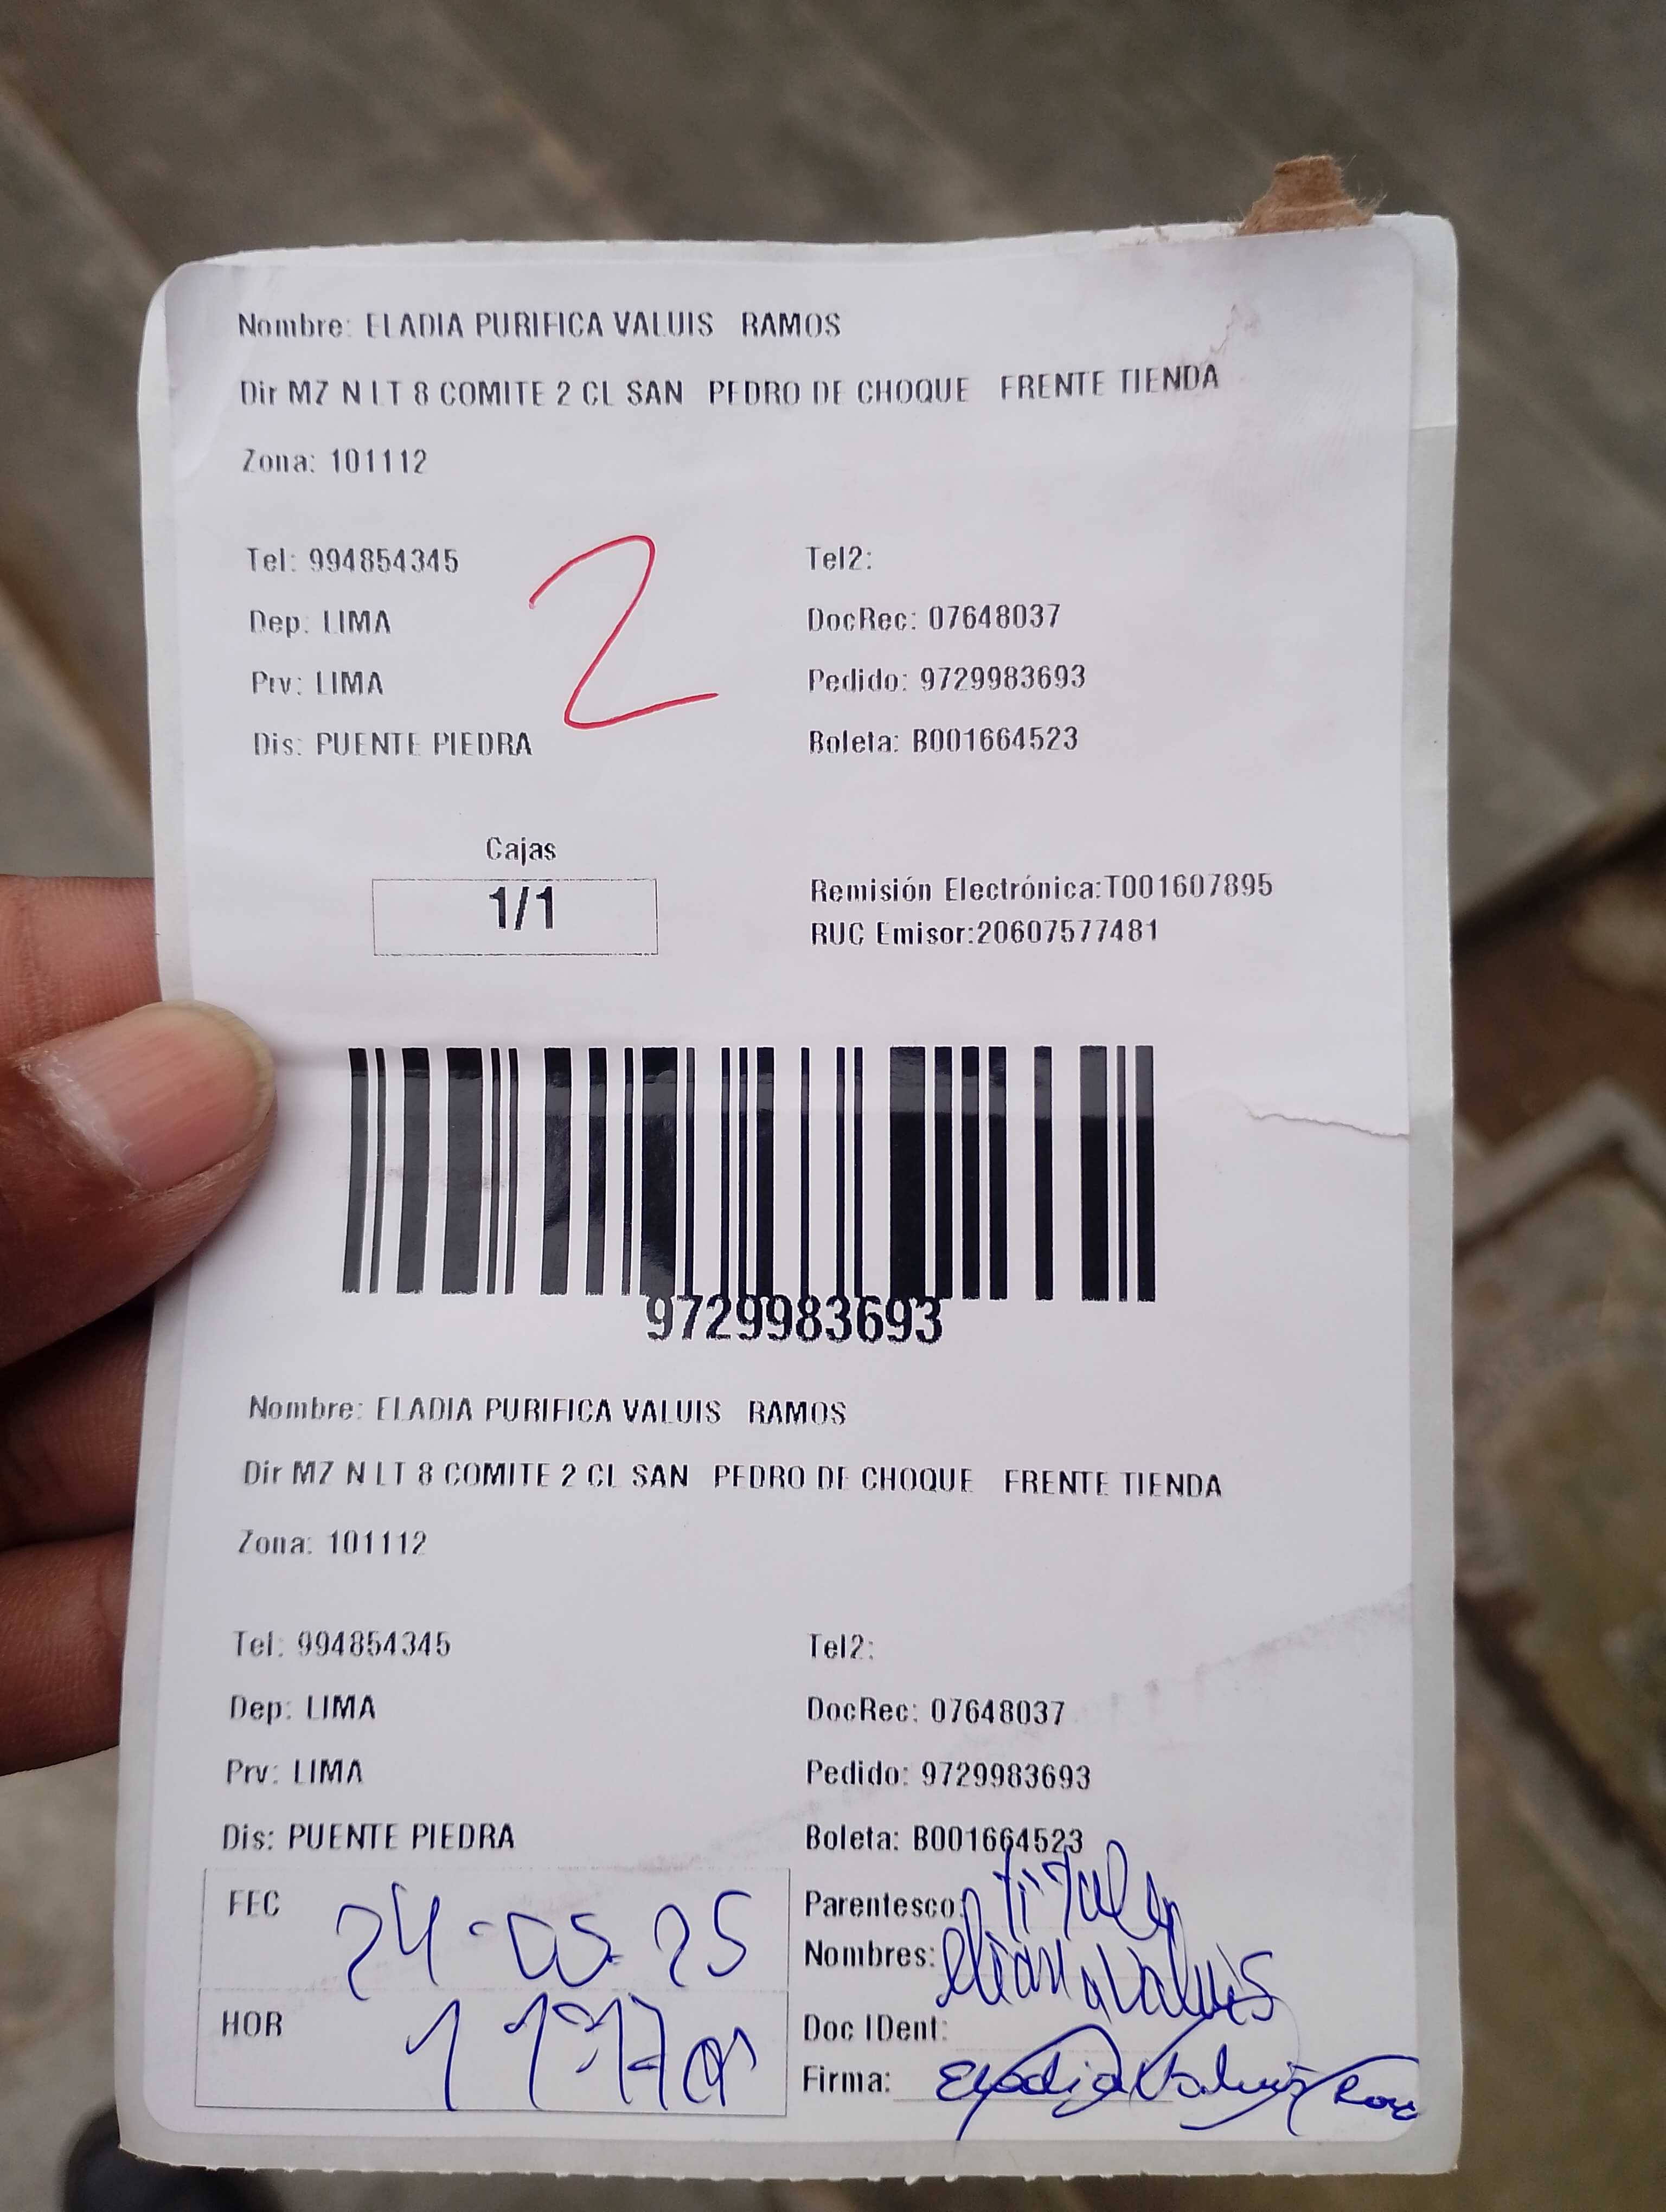 Nombre: ELADIA PURIFICA VALUIS RAMOS
Dir MZ N LT 8 COMITE 2 CL SAN PEDRO DE CHOQUE FRENTE TIENDA
Zona: 101112
Tel: 994854345 Tel2:
2
Dep: LIMA DocRec: 07648037
Prv: LIMA Pedido: 9729983693
Dis: PUENTE PIEDRA Boleta: B001664523
Cajas
1/1
Remisión Electrónica:T001607895
RUC Emisor:20607577481
9729983693
Nombre: ELADIA PURIFICA VALUIS RAMOS
Dir MZ N LT 8 COMITE 2 CL SAN PEDRO DE CHOQUE FRENTE TIENDA
Zona: 101112
Tel: 994854345 Tel2:
Dep: LIMA DocRec: 07648037
Prv: LIMA Pedido: 9729983693
Dis: PUENTE PIEDRA Boleta: B001664523
FEC 24-05-25
Parentesco: titular
Nombres: Valuis
HOR
Doc IDent:
Firma: Valuis